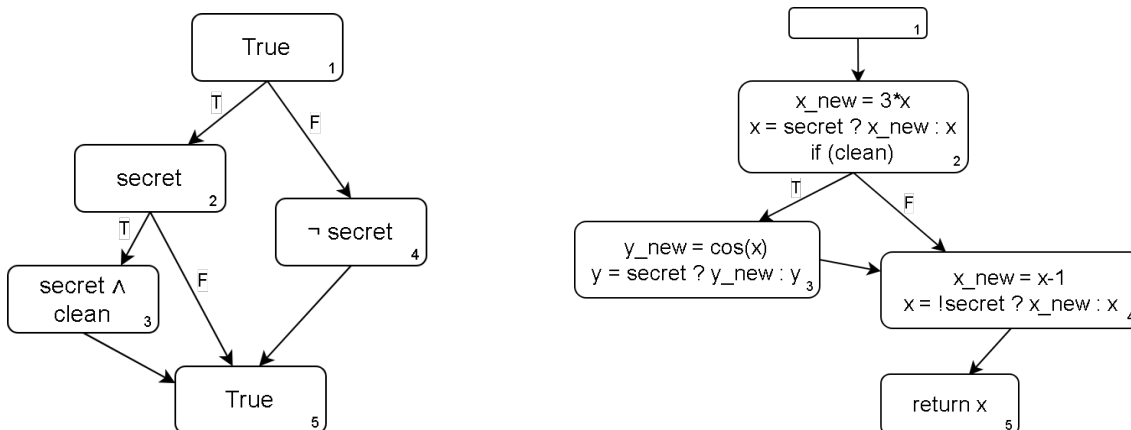 True
1
T
F
secret
2
¬ secret
4
T
F
secret ∧
clean
3
True
5
1
x_new = 3*x
x = secret ? x_new : x
if (clean)
2
T
F
y_new = cos(x)
y = secret ? y_new : y
3
x_new = x-1
x = !secret ? x_new : x
4
return x
5